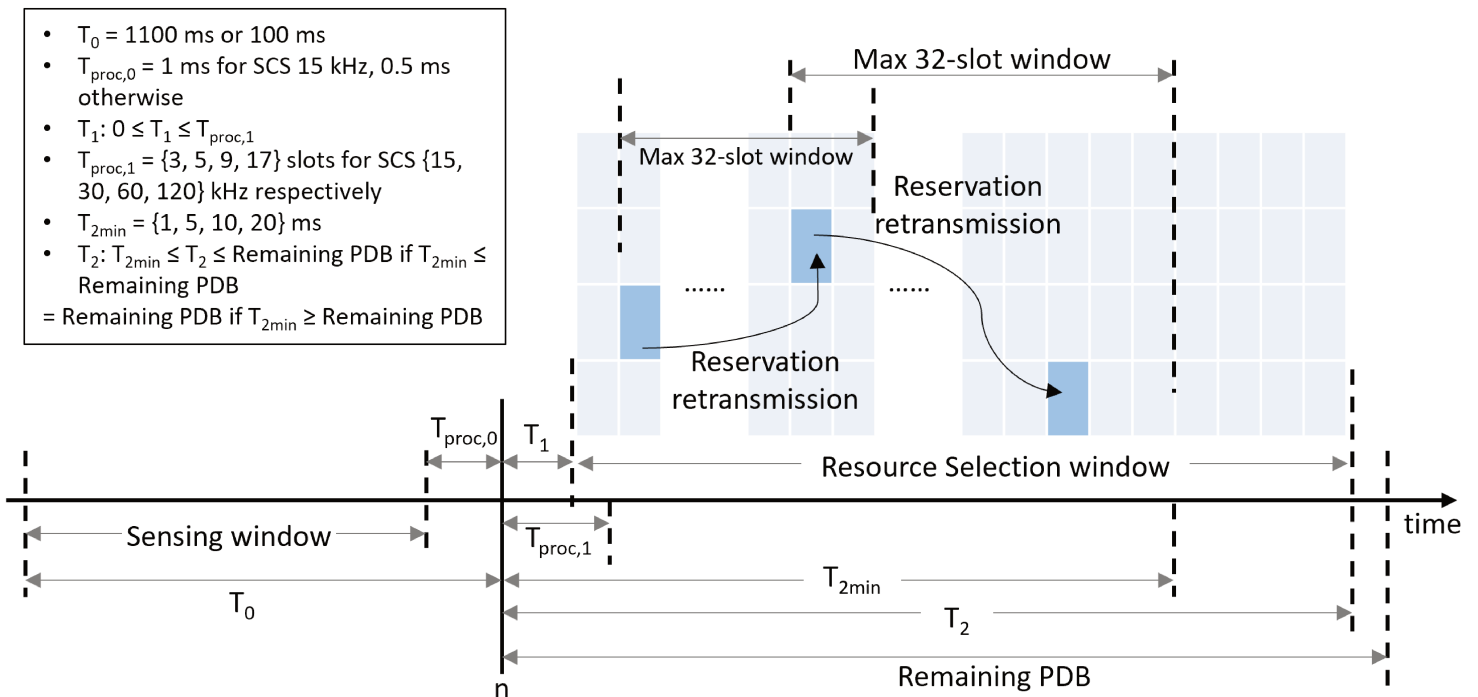 • T0 = 1100 ms or 100 ms
• Tproc,0 = 1 ms for SCS 15 kHz, 0.5 ms
otherwise
• T1: 0 ≤ T1 ≤ Tproc,1
• Tproc,1 = {3, 5, 9, 17} slots for SCS {15,
30, 60, 120} kHz respectively
• T2min = {1, 5, 10, 20} ms
• T2: T2min ≤ T2 ≤ Remaining PDB if T2min ≤
Remaining PDB
= Remaining PDB if T2min ≥ Remaining PDB
Max 32-slot window
Max 32-slot window
Reservation
retransmission
......
......
Reservation
retransmission
Tproc,0
T1
Resource Selection window
time
Sensing window
Tproc,1
T2min
T0
T2
Remaining PDB
n